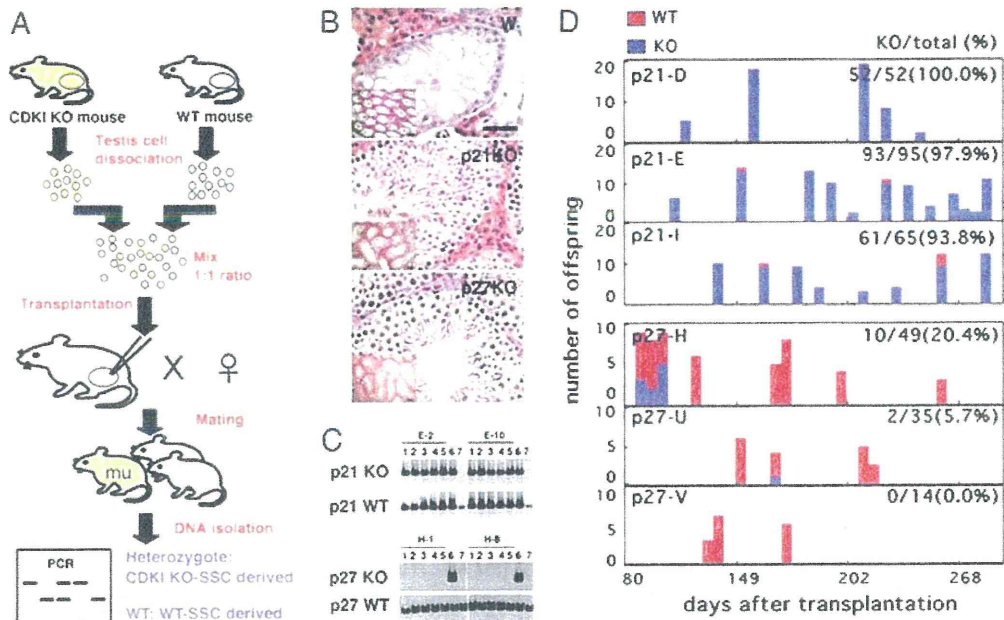 A
CDKI KO mouse
WT mouse
Testis cell
dissociation
Mix
1:1 ratio
Transplantation
X ♀
Mating
mu
DNA isolation
PCR
Heterozygote:
CDKI KO-SSC derived
WT: WT-SSC derived
B
W
p21KO
p27KO
C
E-2 E-10
1 2 3 4 5 6 7 1 2 3 4 5 6 7
p21 KO
p21 WT
H-1 H-8
1 2 3 4 5 6 7 1 2 3 4 5 6 7
p27 KO
p27 WT
D
WT
KO
KO/total (%)
number of offspring
20
10
0
p21-D
52/52(100.0%)
20
10
0
p21-E
93/95(97.9%)
20
10
0
p21-I
61/65(93.8%)
10
5
0
p27-H
10/49(20.4%)
10
5
0
p27-U
2/35(5.7%)
10
5
0
p27-V
0/14(0.0%)
80 149 202 268
days after transplantation